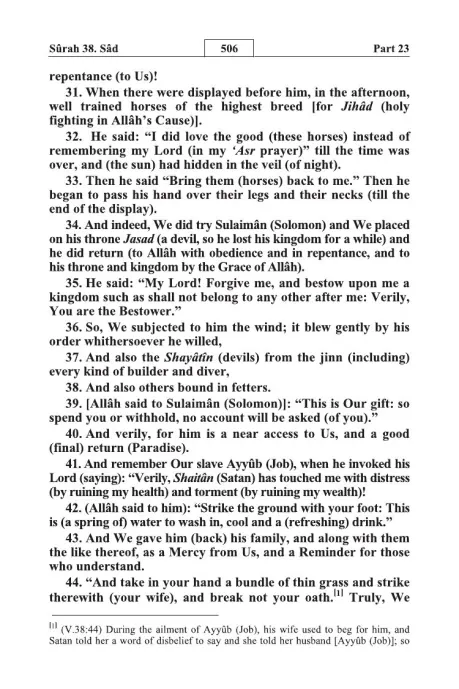 Sûrah 38. Sâd 506 Part 23
repentance (to Us)!
31. When there were displayed before him, in the afternoon,
well trained horses of the highest breed [for Jihâd (holy
fighting in Allâh's Cause)].
32. He said: “I did love the good (these horses) instead of
remembering my Lord (in my ‘Asr prayer)” till the time was
over, and (the sun) had hidden in the veil (of night).
33. Then he said “Bring them (horses) back to me.” Then he
began to pass his hand over their legs and their necks (till the
end of the display).
34. And indeed, We did try Sulaimân (Solomon) and We placed
on his throne Jasad (a devil, so he lost his kingdom for a while) and
he did return (to Allâh with obedience and in repentance, and to
his throne and kingdom by the Grace of Allâh).
35. He said: “My Lord! Forgive me, and bestow upon me a
kingdom such as shall not belong to any other after me: Verily,
You are the Bestower.”
36. So, We subjected to him the wind; it blew gently by his
order whithersoever he willed,
37. And also the Shayâtîn (devils) from the jinn (including)
every kind of builder and diver,
38. And also others bound in fetters.
39. [Allâh said to Sulaimân (Solomon)]: “This is Our gift: so
spend you or withhold, no account will be asked (of you).”
40. And verily, for him is a near access to Us, and a good
(final) return (Paradise).
41. And remember Our slave Ayyûb (Job), when he invoked his
Lord (saying): “Verily, Shaitân (Satan) has touched me with distress
(by ruining my health) and torment (by ruining my wealth)!
42. (Allâh said to him): “Strike the ground with your foot: This
is (a spring of) water to wash in, cool and a (refreshing) drink.”
43. And We gave him (back) his family, and along with them
the like thereof, as a Mercy from Us, and a Reminder for those
who understand.
44. “And take in your hand a bundle of thin grass and strike
therewith (your wife), and break not your oath.[1] Truly, We
[1] (V.38:44) During the ailment of Ayyûb (Job), his wife used to beg for him, and
Satan told her a word of disbelief to say and she told her husband [Ayyûb (Job)]; so